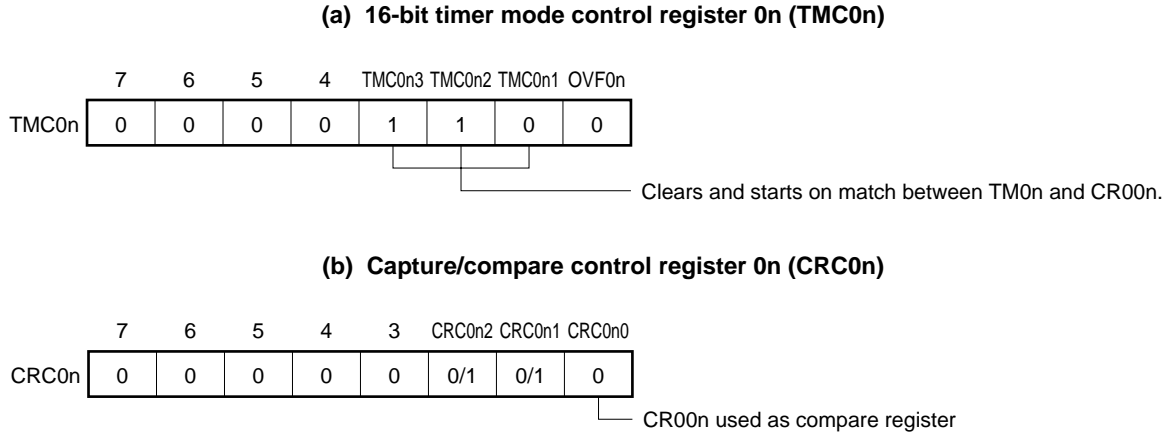 (a) 16-bit timer mode control register 0n (TMC0n)
7 6 5 4 TMC0n3 TMC0n2 TMC0n1 OVF0n
TMC0n 0 0 0 0 1 1 0 0
Clears and starts on match between TM0n and CR00n.
(b) Capture/compare control register 0n (CRC0n)
7 6 5 4 3 CRC0n2 CRC0n1 CRC0n0
CRC0n 0 0 0 0 0 0/1 0/1 0
CR00n used as compare register